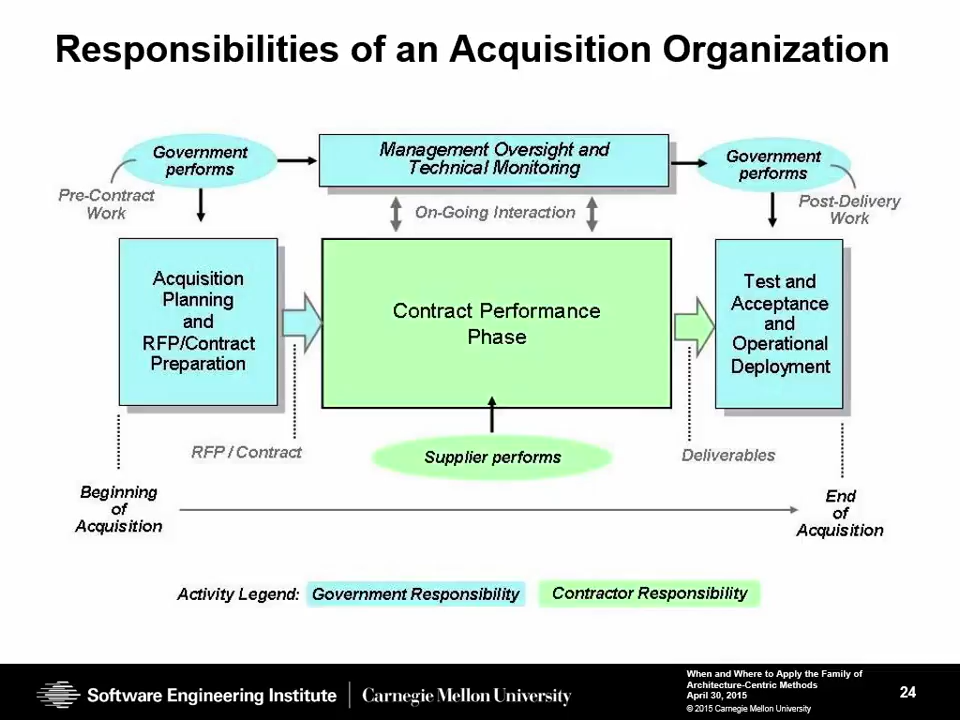 Responsibilities of an Acquisition Organization
Government
performs
Management Oversight and
Technical Monitoring
Government
performs
Pre-Contract
Work
On-Going Interaction
Post-Delivery
Work
Acquisition
Planning
and
RFP/Contract
Preparation
Contract Performance
Phase
Test and
Acceptance
and
Operational
Deployment
RFP / Contract
Supplier performs
Deliverables
Beginning
of
Acquisition
End
of
Acquisition
Activity Legend: Government Responsibility Contractor Responsibility
Software Engineering Institute Carnegie Mellon University
When and Where to Apply the Family of
Architecture-Centric Methods
April 30, 2015
© 2015 Carnegie Mellon University
24